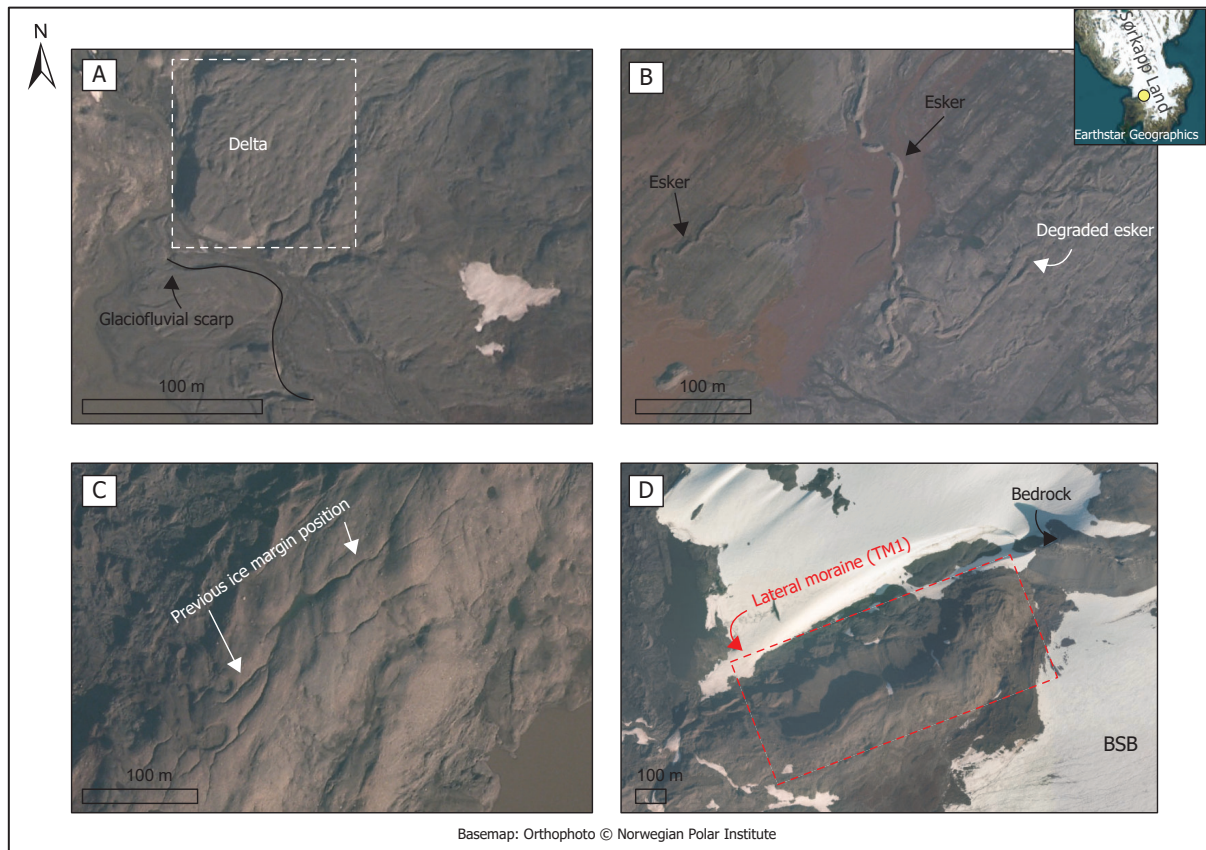 N
A
Delta
Glaciofluvial scarp
100 m
B
Esker
Esker
Degraded esker
100 m
Sørkapp Land
Earthstar Geographics
C
Previous ice margin position
100 m
D
Bedrock
Lateral moraine (TM1)
BSB
100 m
Basemap: Orthophoto © Norwegian Polar Institute